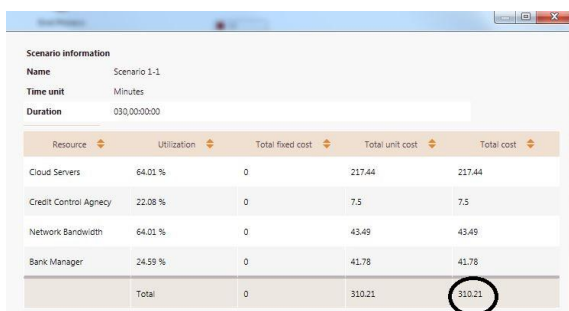 Scenario information
Name Scenario 1-1
Time unit Minutes
Duration 030,00:00:00
Resource Utilization Total fixed cost Total unit cost Total cost
Cloud Servers 64.01 % 0 217.44 217.44
Credit Control Agnecy 22.08 % 0 7.5 7.5
Network Bandwidth 64.01 % 0 43.49 43.49
Bank Manager 24.59 % 0 41.78 41.78
Total 0 310.21 310.21